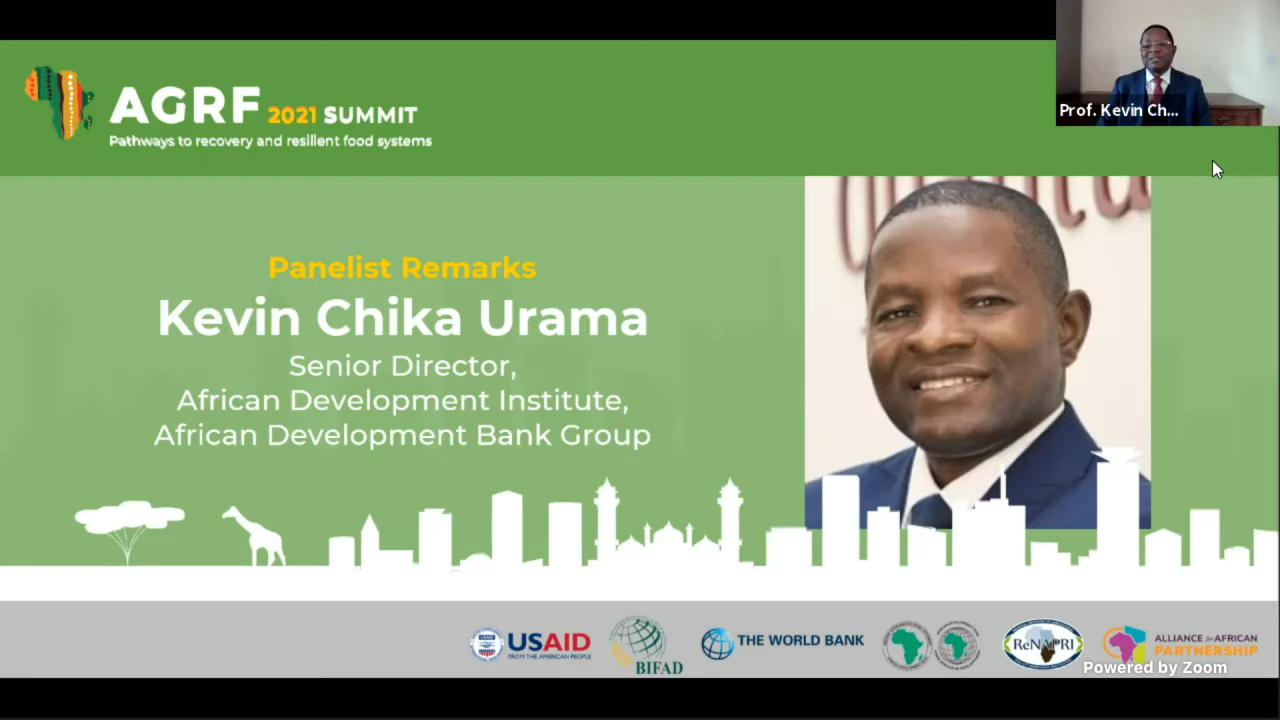 Prof. Kevin Ch...
AGRF 2021 SUMMIT
Pathways to recovery and resilient food systems
Panelist Remarks
Kevin Chika Urama
Senior Director,
African Development Institute,
African Development Bank Group
USAID
FROM THE AMERICAN PEOPLE
BIFAD
THE WORLD BANK
ReNAPRI
ALLIANCE for AFRICAN
PARTNERSHIP
Powered by Zoom